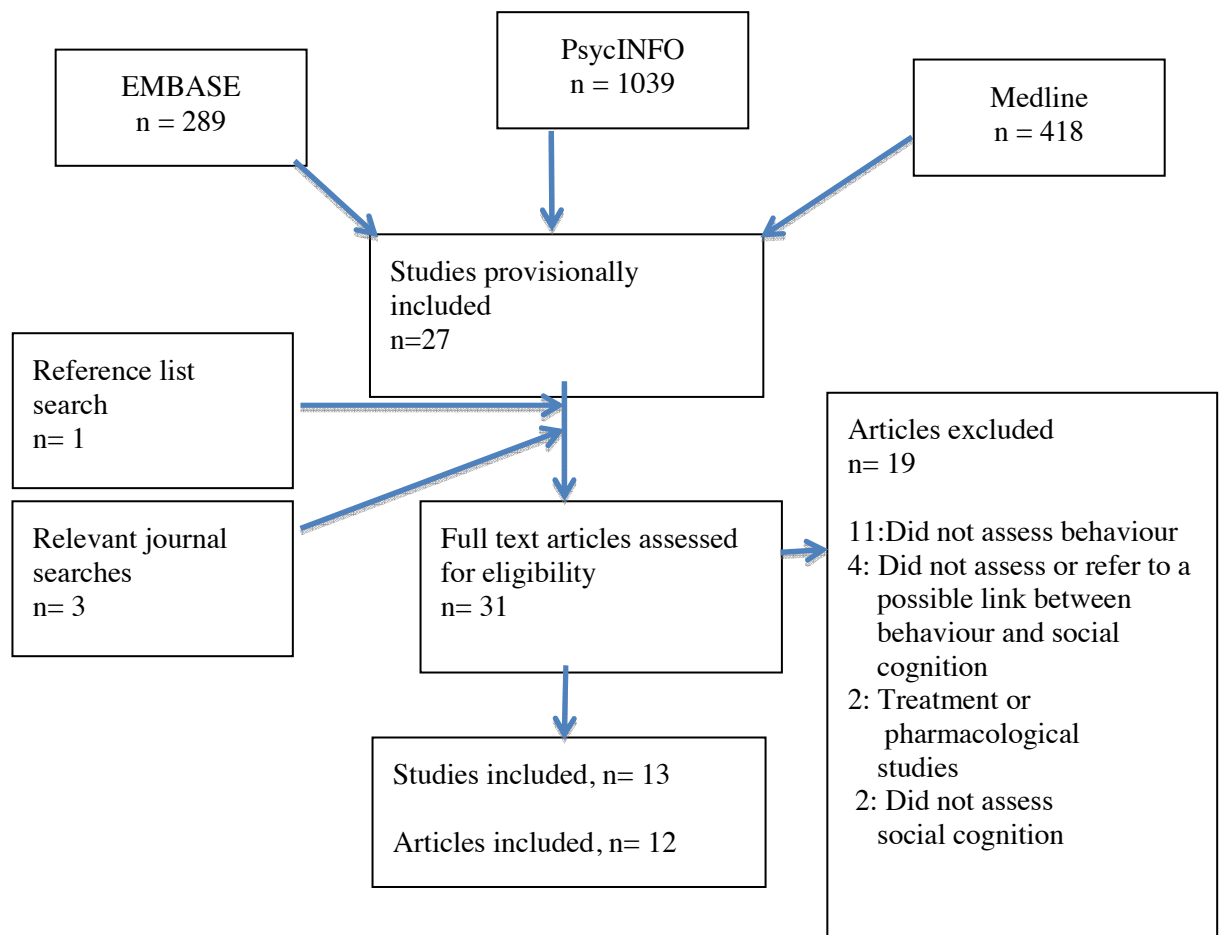 EMBASE
n = 289
PsycINFO
n = 1039
Medline
n = 418
Studies provisionally
included
n=27
Reference list
search
n= 1
Relevant journal
searches
n= 3
Full text articles assessed
for eligibility
n= 31
Articles excluded
n= 19
11:Did not assess behaviour
4: Did not assess or refer to a
possible link between
behaviour and social
cognition
2: Treatment or
pharmacological
studies
2: Did not assess
social cognition
Studies included, n= 13
Articles included, n= 12